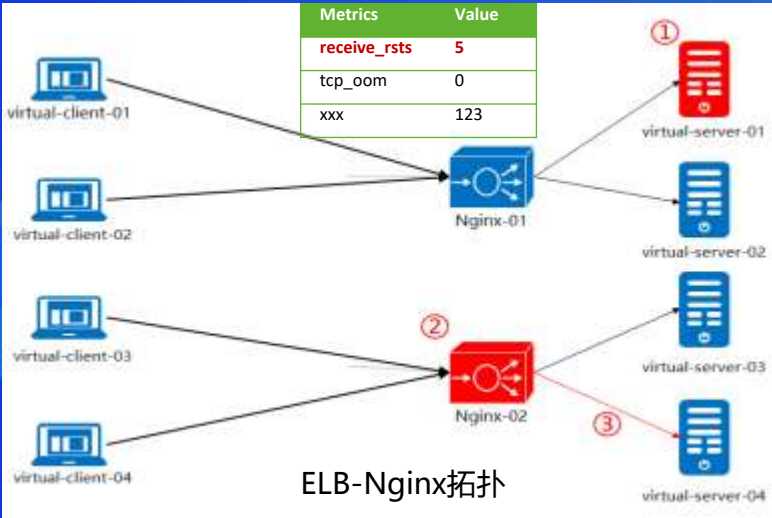 Metrics Value
receive_rsts 5
tcp_oom 0
xxx 123
①
virtual-client-01
virtual-server-01
Nginx-01
virtual-client-02
virtual-server-02
②
virtual-client-03
virtual-server-03
Nginx-02
③
virtual-client-04
ELB-Nginx拓扑
virtual-server-04